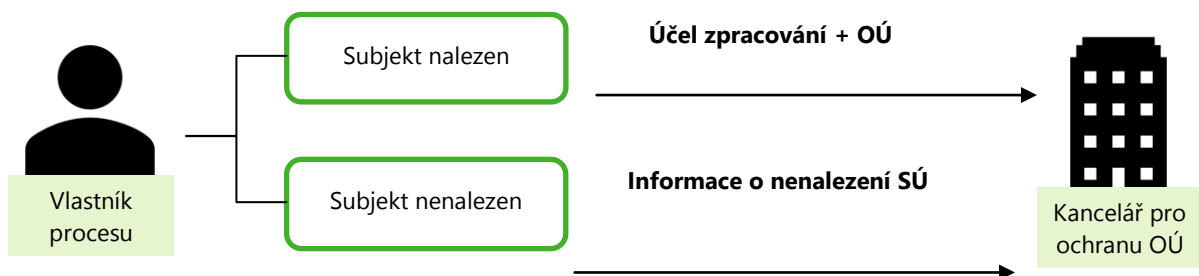 Vlastník
procesu
Subjekt nalezen
Subjekt nenalezen
Účel zpracování + OÚ
Informace o nenalezení SÚ
Kancelář pro
ochranu OÚ